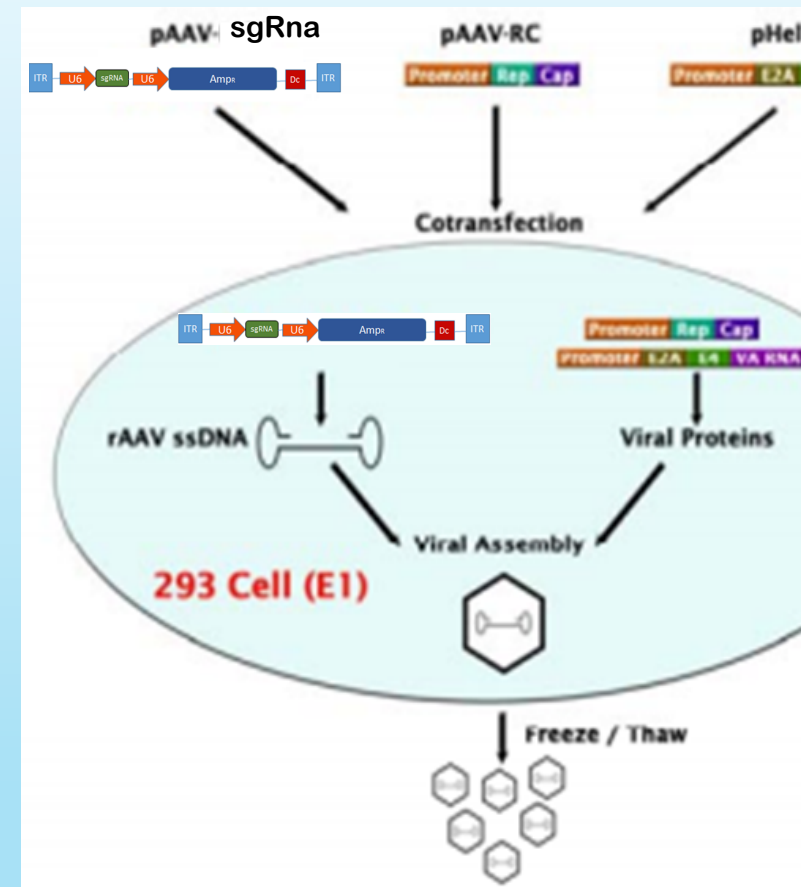 pAAV- sgRna
pAAV-RC
pHel
ITR U6 sgRNA U6 AmpR Dc ITR
Promoter Rep Cap
Promoter E2A
Cotransfection
ITR U6 sgRNA U6 AmpR Dc ITR
Promoter Rep Cap
Promoter E2A E4 VA RNA
rAAV ssDNA
Viral Proteins
Viral Assembly
293 Cell (E1)
Freeze / Thaw